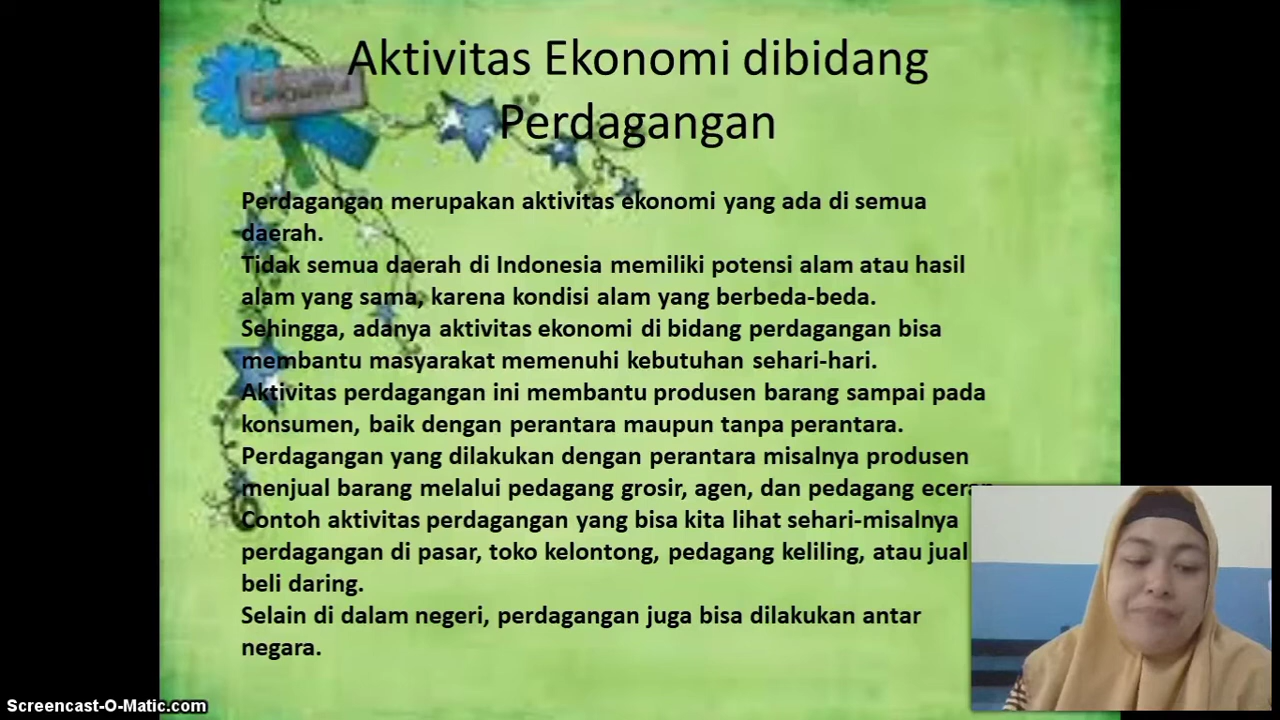 Aktivitas Ekonomi dibidang
Perdagangan
Perdagangan merupakan aktivitas ekonomi yang ada di semua
daerah.
Tidak semua daerah di Indonesia memiliki potensi alam atau hasil
alam yang sama, karena kondisi alam yang berbeda-beda.
Sehingga, adanya aktivitas ekonomi di bidang perdagangan bisa
membantu masyarakat memenuhi kebutuhan sehari-hari.
Aktivitas perdagangan ini membantu produsen barang sampai pada
konsumen, baik dengan perantara maupun tanpa perantara.
Perdagangan yang dilakukan dengan perantara misalnya produsen
menjual barang melalui pedagang grosir, agen, dan pedagang eceran
Contoh aktivitas perdagangan yang bisa kita lihat sehari-misalnya
perdagangan di pasar, toko kelontong, pedagang keliling, atau jual
beli daring.
Selain di dalam negeri, perdagangan juga bisa dilakukan antar
negara.
Screencast-O-Matic.com